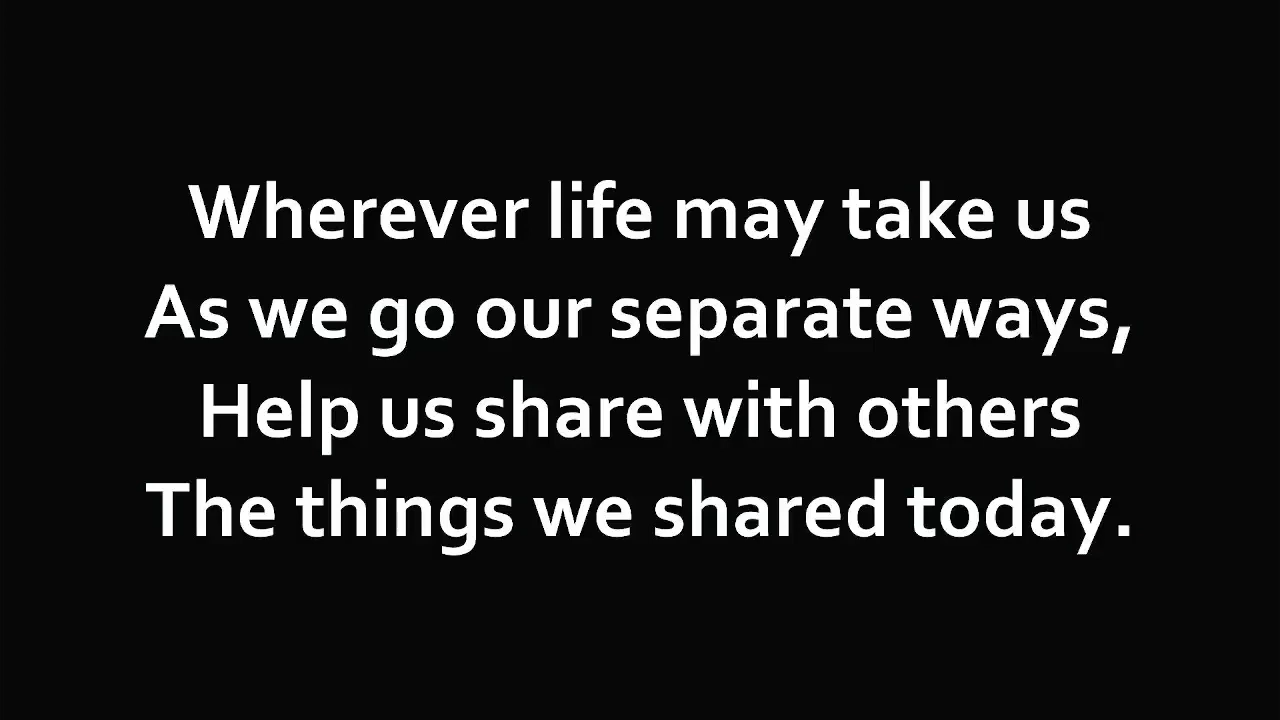 Wherever life may take us
As we go our separate ways,
Help us share with others
The things we shared today.